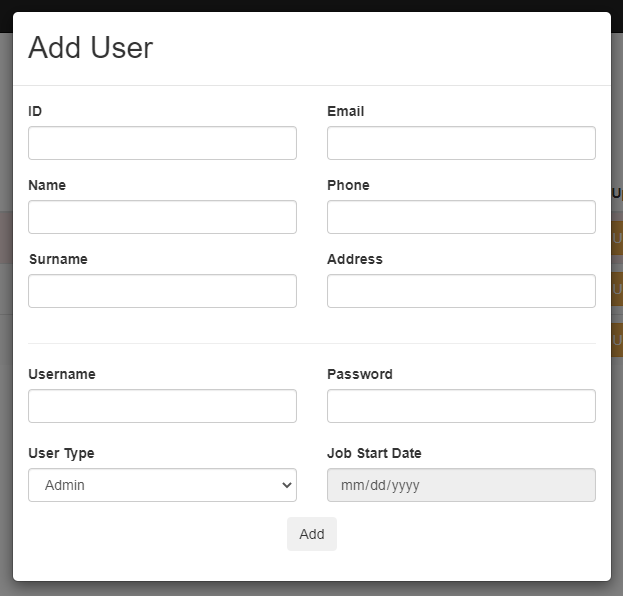 Add User
ID
Email
Name
Phone
Surname
Address
Username
Password
User Type
Job Start Date
Admin
mm/dd/yyyy
Add